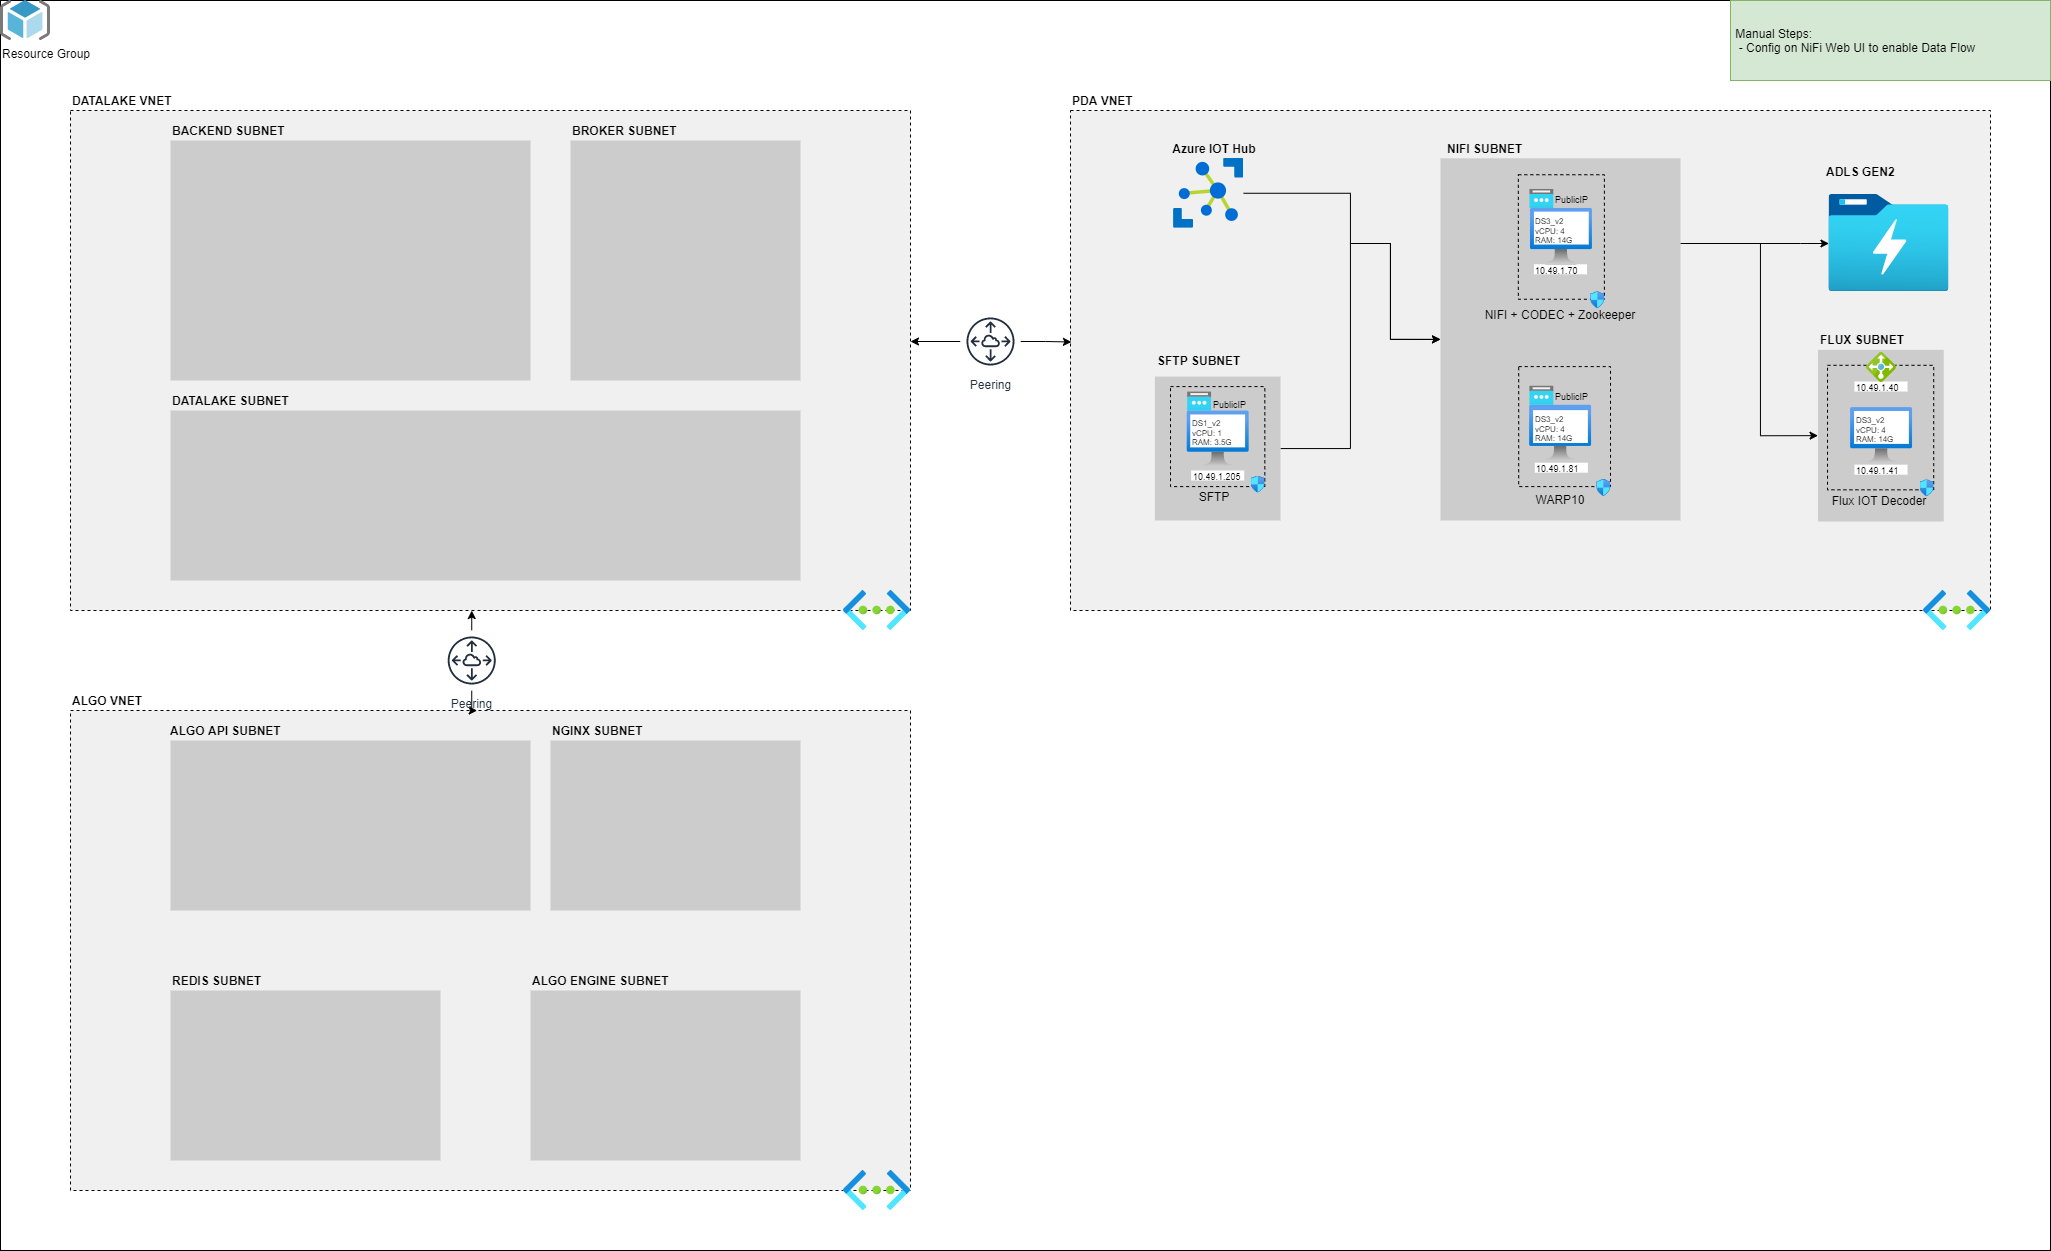 Resource Group
Manual Steps:
- Config on NiFi Web UI to enable Data Flow
DATALAKE VNET
BACKEND SUBNET
BROKER SUBNET
DATALAKE SUBNET
Peering
PDA VNET
Azure IOT Hub
SFTP SUBNET
PublicIP
DS1_v2
vCPU: 1
RAM: 3.5G
10.49.1.205
SFTP
NIFI SUBNET
PublicIP
DS3_v2
vCPU: 4
RAM: 14G
10.49.1.70
NIFI + CODEC + Zookeeper
PublicIP
DS3_v2
vCPU: 4
RAM: 14G
10.49.1.81
WARP10
ADLS GEN2
FLUX SUBNET
10.49.1.40
DS3_v2
vCPU: 4
RAM: 14G
10.49.1.41
Flux IOT Decoder
Peering
ALGO VNET
ALGO API SUBNET
NGINX SUBNET
REDIS SUBNET
ALGO ENGINE SUBNET